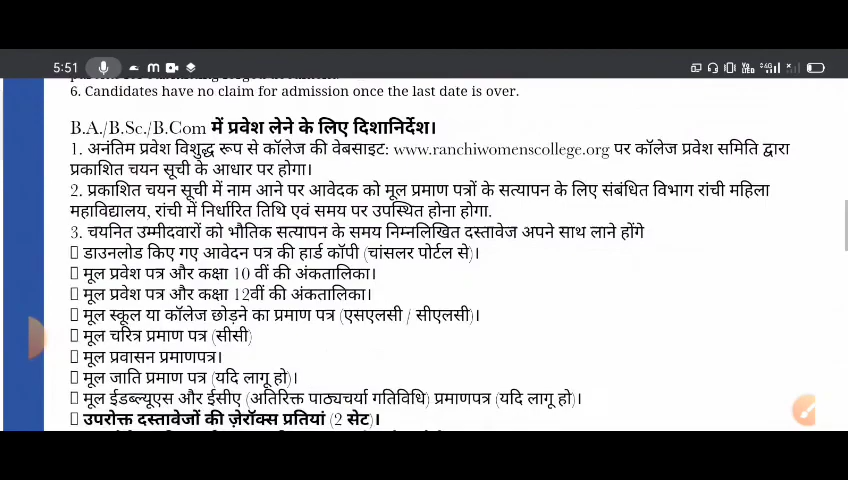 5:51
6. Candidates have no claim for admission once the last date is over.
B.A./B.Sc./B.Com में प्रवेश लेने के लिए दिशानिर्देश।
1. अनंतिम प्रवेश विशुद्ध रूप से कॉलेज की वेबसाइट: www.ranchiwomenscollege.org पर कॉलेज प्रवेश समिति द्वारा
प्रकाशित चयन सूची के आधार पर होगा।
2. प्रकाशित चयन सूची में नाम आने पर आवेदक को मूल प्रमाण पत्रों के सत्यापन के लिए संबंधित विभाग रांची महिला
महाविद्यालय, रांची में निर्धारित तिथि एवं समय पर उपस्थित होना होगा.
3. चयनित उम्मीदवारों को भौतिक सत्यापन के समय निम्नलिखित दस्तावेज अपने साथ लाने होंगे
डाउनलोड किए गए आवेदन पत्र की हार्ड कॉपी (चांसलर पोर्टल से)।
मूल प्रवेश पत्र और कक्षा 10 वीं की अंकतालिका।
मूल प्रवेश पत्र और कक्षा 12वीं की अंकतालिका।
मूल स्कूल या कॉलेज छोड़ने का प्रमाण पत्र (एसएलसी / सीएलसी)।
मूल चरित्र प्रमाण पत्र (सीसी)
मूल प्रवासन प्रमाणपत्र।
मूल जाति प्रमाण पत्र (यदि लागू हो)।
मूल ईडब्ल्यूएस और ईसीए (अतिरिक्त पाठ्यचर्या गतिविधि) प्रमाणपत्र (यदि लागू हो)।
उपरोक्त दस्तावेजों की ज़ेरॉक्स प्रतियां (2 सेट)।